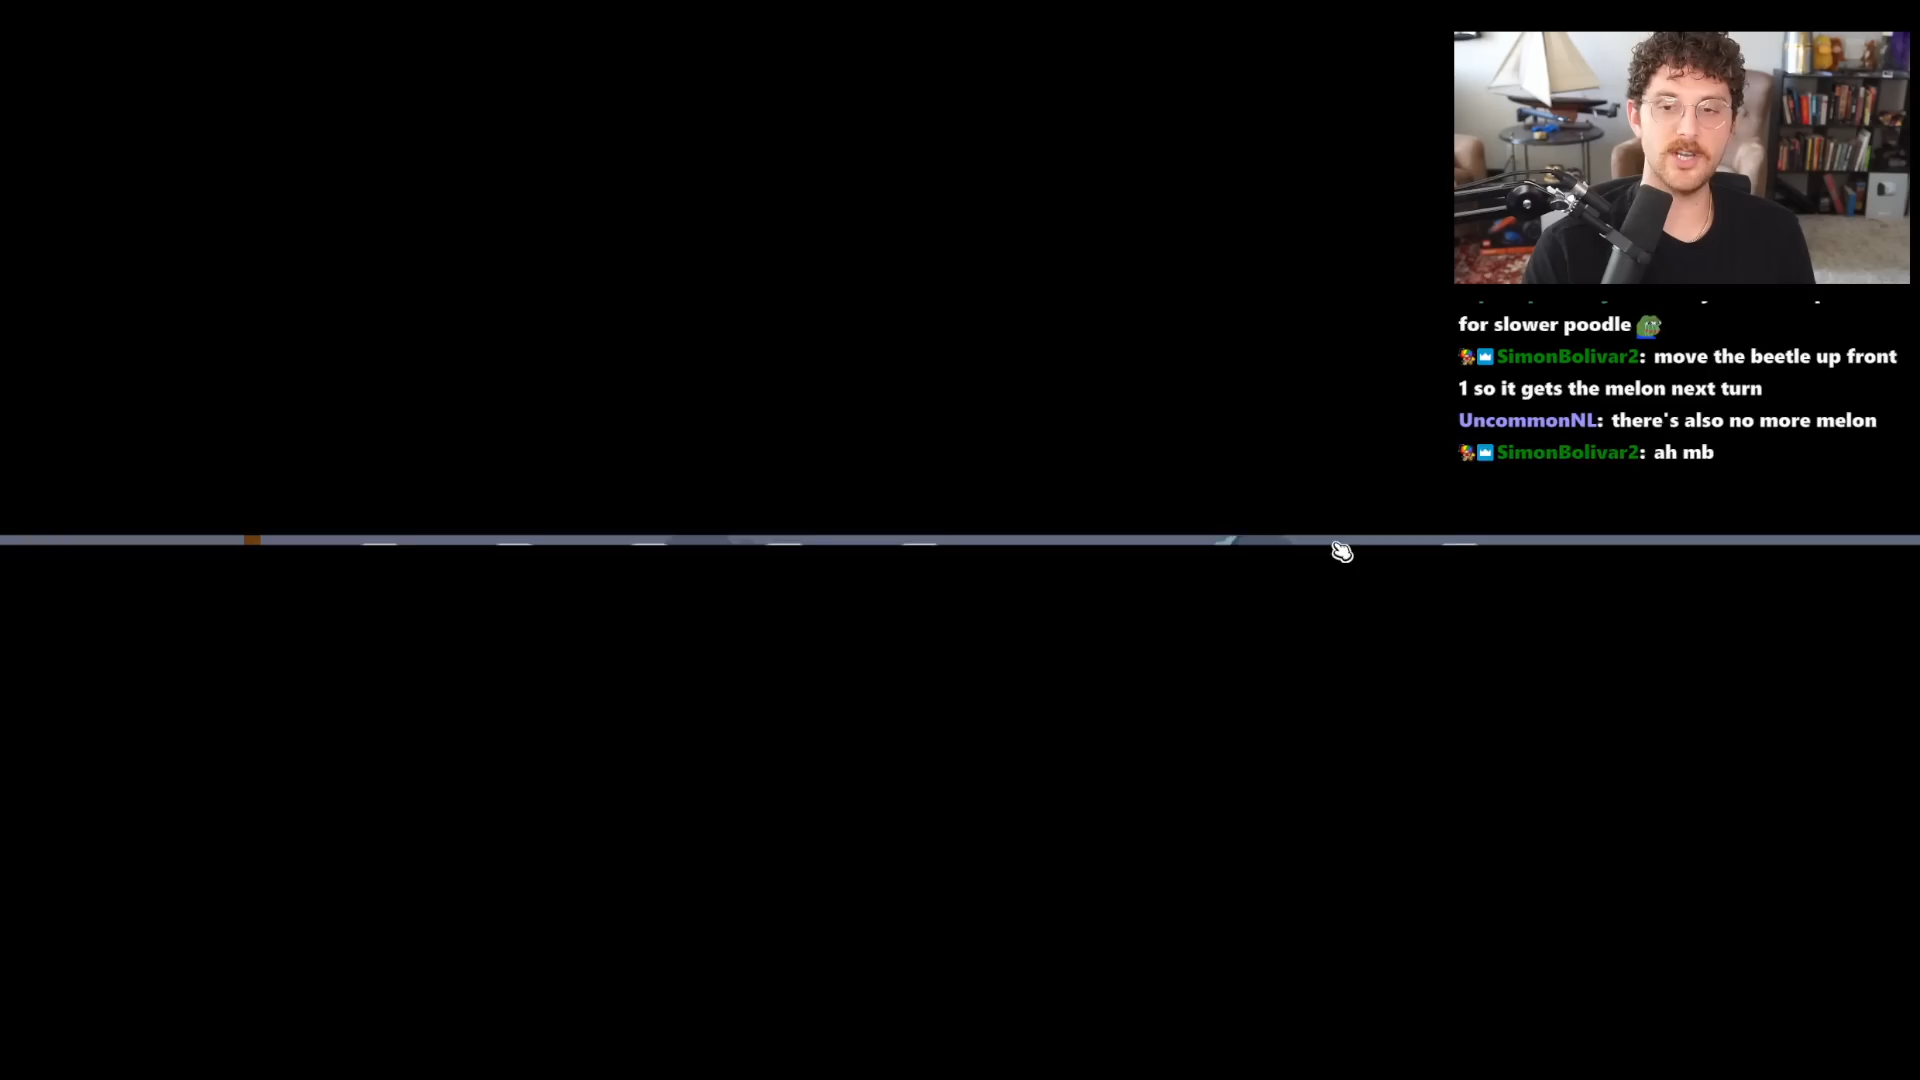 for slower poodle
SimonBolivar2: move the beetle up front
1 so it gets the melon next turn
UncommonNL: there's also no more melon
SimonBolivar2: ah mb